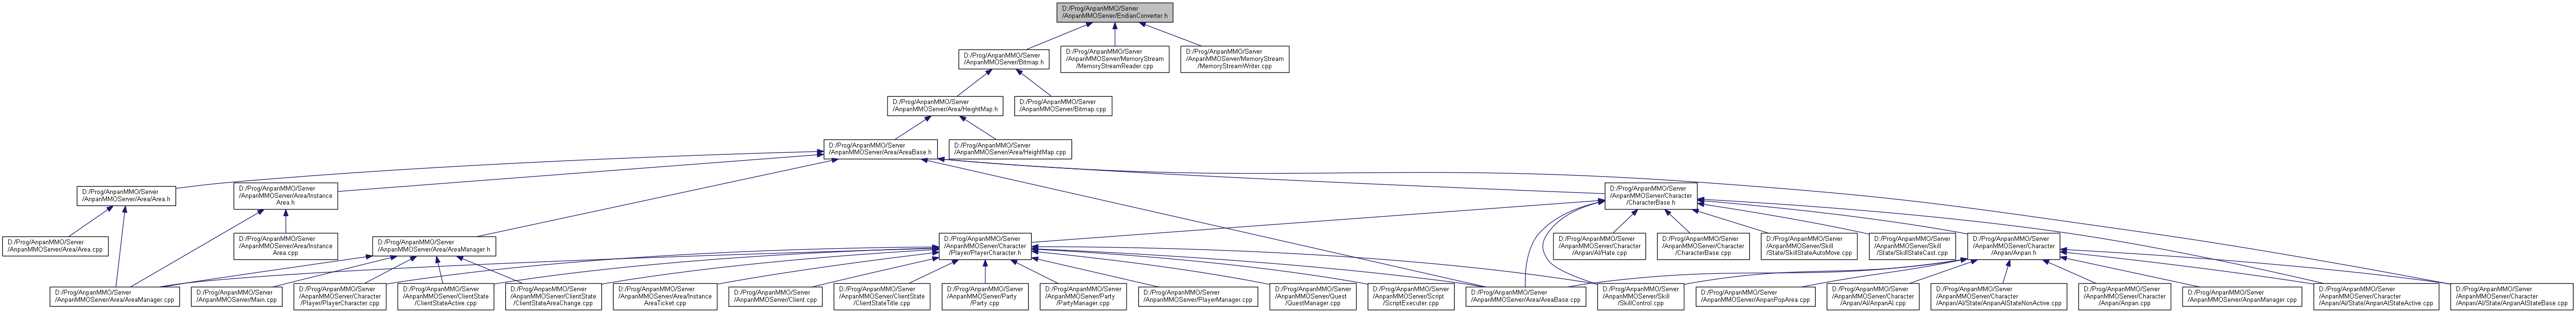 D:/Prog/AnpanMMO/Server
/AnpanMMOServer/EndianConverter.h
D:/Prog/AnpanMMO/Server
/AnpanMMOServer/Bitmap.h
D:/Prog/AnpanMMO/Server
/AnpanMMOServer/MemoryStream
/MemoryStreamReader.cpp
D:/Prog/AnpanMMO/Server
/AnpanMMOServer/MemoryStream
/MemoryStreamWriter.cpp
D:/Prog/AnpanMMO/Server
/AnpanMMOServer/Area/HeightMap.h
D:/Prog/AnpanMMO/Server
/AnpanMMOServer/Bitmap.cpp
D:/Prog/AnpanMMO/Server
/AnpanMMOServer/Area/AreaBase.h
D:/Prog/AnpanMMO/Server
/AnpanMMOServer/Area/HeightMap.cpp
D:/Prog/AnpanMMO/Server
/AnpanMMOServer/Area/Area.h
D:/Prog/AnpanMMO/Server
/AnpanMMOServer/Area/Instance
Area.h
D:/Prog/AnpanMMO/Server
/AnpanMMOServer/Character
/CharacterBase.h
D:/Prog/AnpanMMO/Server
/AnpanMMOServer/Area/Area.cpp
D:/Prog/AnpanMMO/Server
/AnpanMMOServer/Area/Instance
Area.cpp
D:/Prog/AnpanMMO/Server
/AnpanMMOServer/Area/AreaManager.h
D:/Prog/AnpanMMO/Server
/AnpanMMOServer/Character
/Player/PlayerCharacter.h
D:/Prog/AnpanMMO/Server
/AnpanMMOServer/Character
/Anpan/AI/Hate.cpp
D:/Prog/AnpanMMO/Server
/AnpanMMOServer/Character
/CharacterBase.cpp
D:/Prog/AnpanMMO/Server
/AnpanMMOServer/Skill
/State/SkillStateAutoMove.cpp
D:/Prog/AnpanMMO/Server
/AnpanMMOServer/Skill
/State/SkillStateCast.cpp
D:/Prog/AnpanMMO/Server
/AnpanMMOServer/Character
/Anpan/Anpan.h
D:/Prog/AnpanMMO/Server
/AnpanMMOServer/Area/AreaManager.cpp
D:/Prog/AnpanMMO/Server
/AnpanMMOServer/Main.cpp
D:/Prog/AnpanMMO/Server
/AnpanMMOServer/Character
/Player/PlayerCharacter.cpp
D:/Prog/AnpanMMO/Server
/AnpanMMOServer/ClientState
/ClientStateActive.cpp
D:/Prog/AnpanMMO/Server
/AnpanMMOServer/ClientState
/ClientStateAreaChange.cpp
D:/Prog/AnpanMMO/Server
/AnpanMMOServer/Area/Instance
AreaTicket.cpp
D:/Prog/AnpanMMO/Server
/AnpanMMOServer/Client.cpp
D:/Prog/AnpanMMO/Server
/AnpanMMOServer/ClientState
/ClientStateTitle.cpp
D:/Prog/AnpanMMO/Server
/AnpanMMOServer/Party
/Party.cpp
D:/Prog/AnpanMMO/Server
/AnpanMMOServer/Party
/PartyManager.cpp
D:/Prog/AnpanMMO/Server
/AnpanMMOServer/PlayerManager.cpp
D:/Prog/AnpanMMO/Server
/AnpanMMOServer/Quest
/QuestManager.cpp
D:/Prog/AnpanMMO/Server
/AnpanMMOServer/Script
/ScriptExecuter.cpp
D:/Prog/AnpanMMO/Server
/AnpanMMOServer/Area/AreaBase.cpp
D:/Prog/AnpanMMO/Server
/AnpanMMOServer/Skill
/SkillControl.cpp
D:/Prog/AnpanMMO/Server
/AnpanMMOServer/AnpanPopArea.cpp
D:/Prog/AnpanMMO/Server
/AnpanMMOServer/Character
/Anpan/AI/AnpanAI.cpp
D:/Prog/AnpanMMO/Server
/AnpanMMOServer/Character
/Anpan/AI/State/AnpanAIStateNonActive.cpp
D:/Prog/AnpanMMO/Server
/AnpanMMOServer/Character
/Anpan/Anpan.cpp
D:/Prog/AnpanMMO/Server
/AnpanMMOServer/AnpanManager.cpp
D:/Prog/AnpanMMO/Server
/AnpanMMOServer/Character
/Anpan/AI/State/AnpanAIStateActive.cpp
D:/Prog/AnpanMMO/Server
/AnpanMMOServer/Character
/Anpan/AI/State/AnpanAIStateBase.cpp